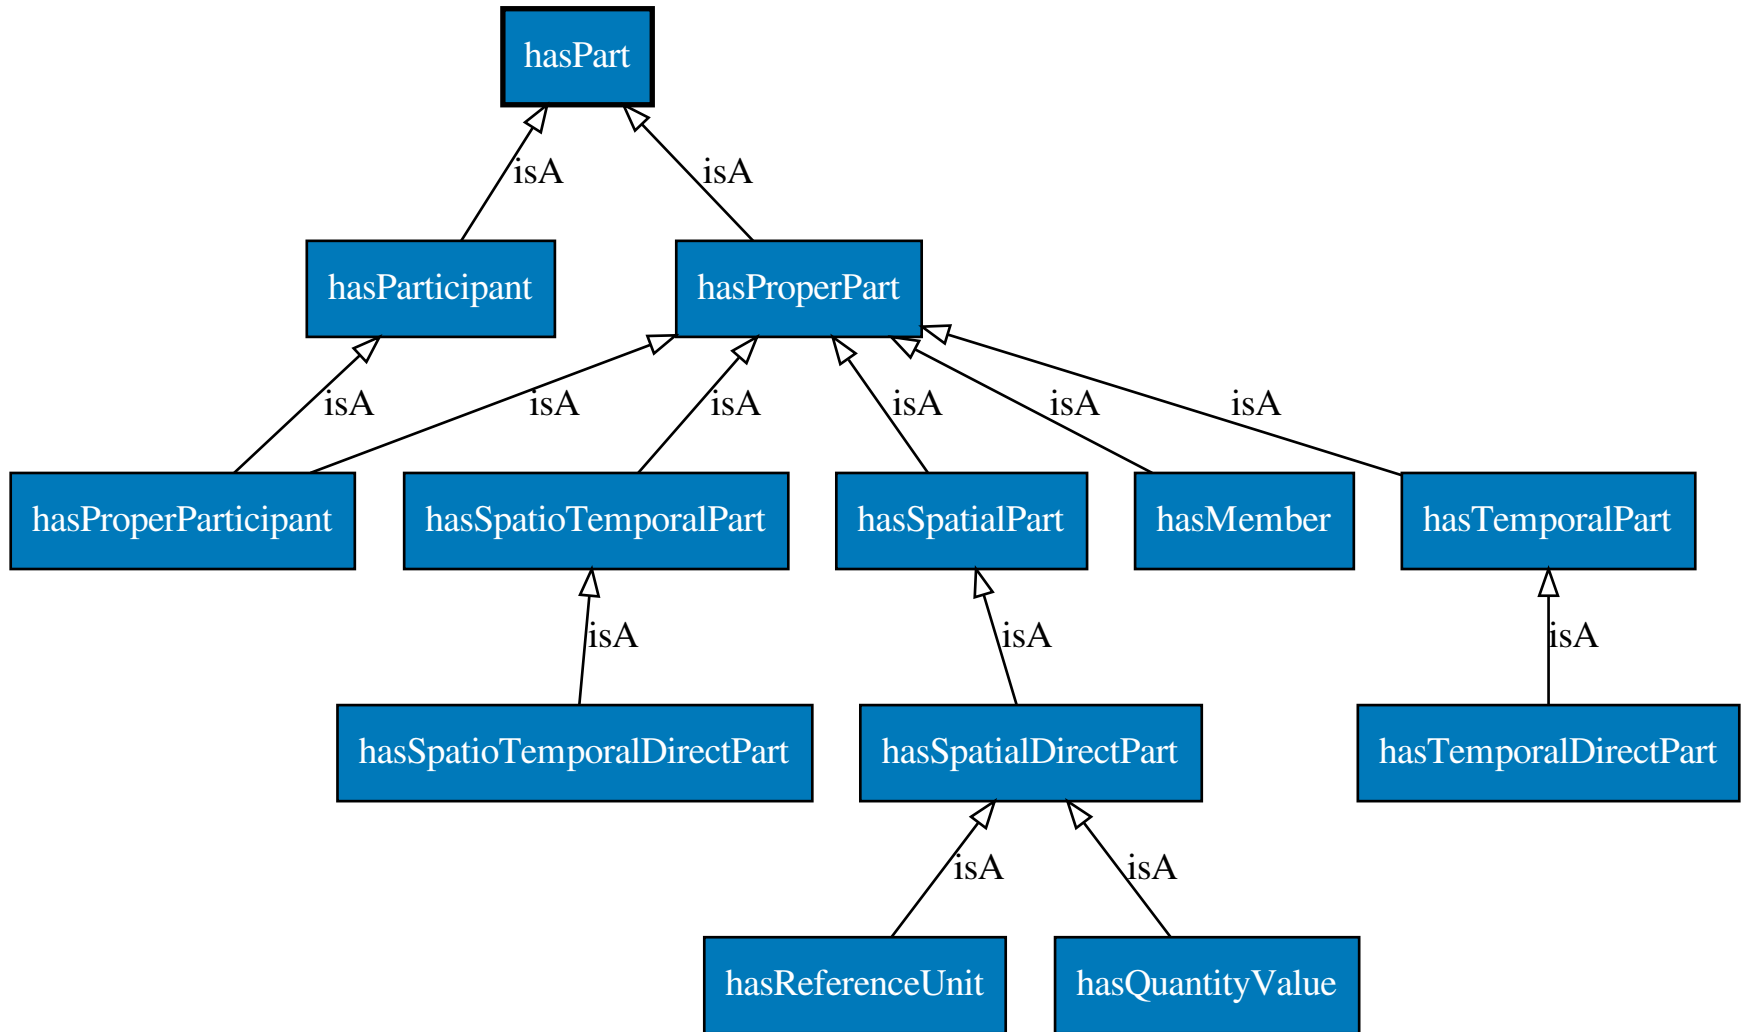 hasPart
isA
isA
hasParticipant
hasProperPart
isA
isA
isA
isA
isA
isA
hasProperParticipant
hasSpatioTemporalPart
hasSpatialPart
hasMember
hasTemporalPart
isA
isA
isA
hasSpatioTemporalDirectPart
hasSpatialDirectPart
hasTemporalDirectPart
isA
isA
hasReferenceUnit
hasQuantityValue